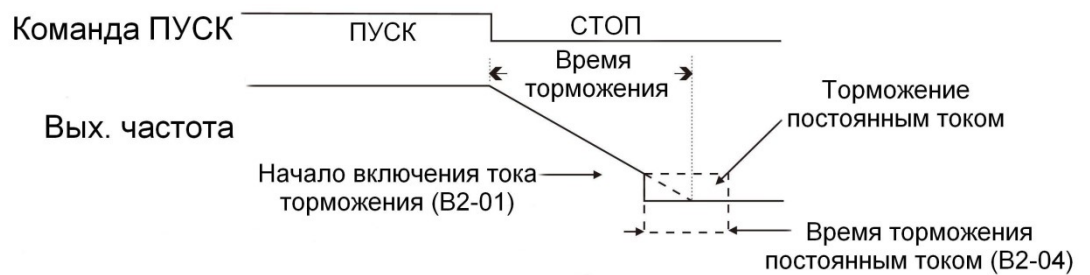 Команда ПУСК
ПУСК
СТОП
Время
торможения
Торможение
постоянным током
Вых. частота
Начало включения тока
торможения (B2-01)
Время торможения
постоянным током (B2-04)